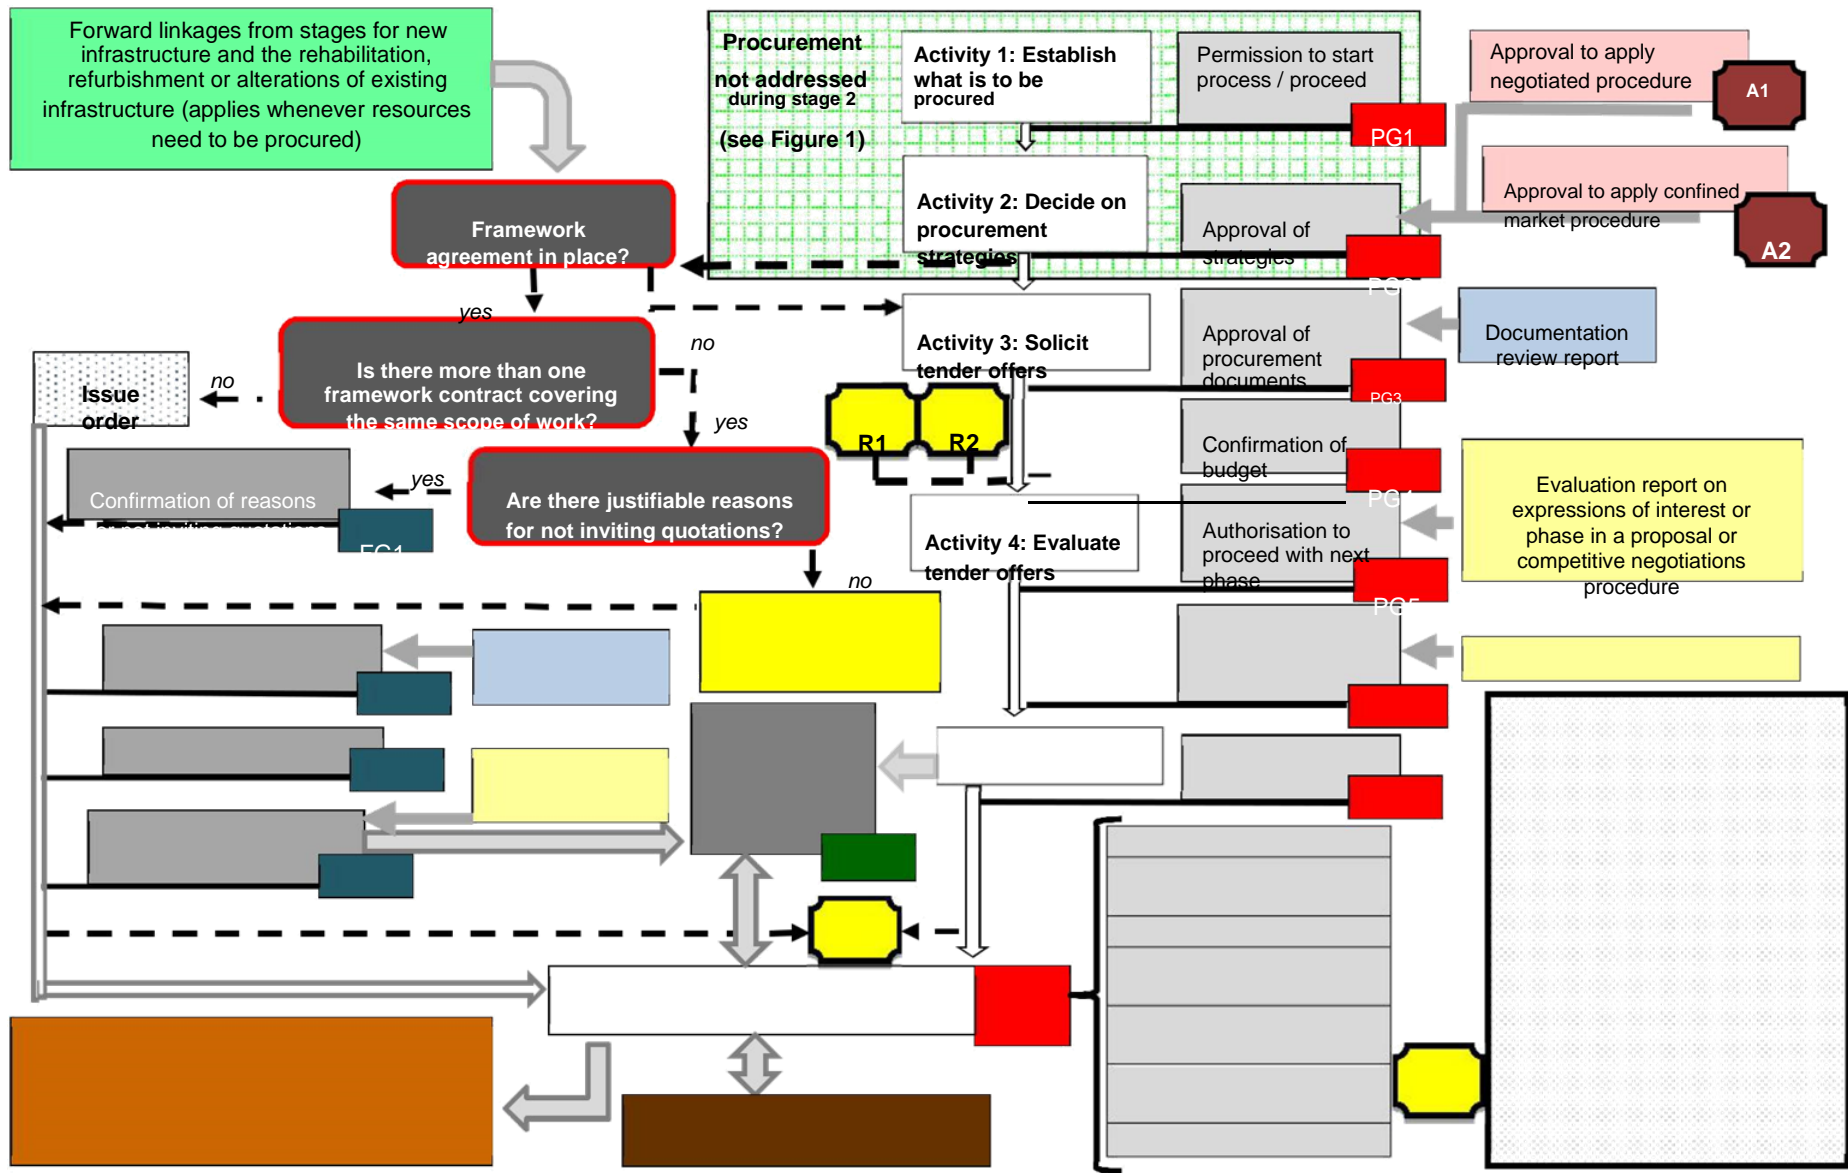 Forward linkages from stages for new
infrastructure and the rehabilitation,
refurbishment or alterations of existing
infrastructure (applies whenever resources
need to be procured)
Procurement
not addressed
during stage 2
(see Figure 1)
Activity 1: Establish
what is to be
procured
Permission to start
process / proceed
PG1
Approval to apply
negotiated procedure
A1
Activity 2: Decide on
procurement
strategies
Approval of
strategies
Approval to apply confined
market procedure
A2
Framework
agreement in place?
yes
no
Activity 3: Solicit
tender offers
Approval of
procurement
documents
PG3
Documentation
review report
Is there more than one
framework contract covering
the same scope of work?
no
Issue
order
yes
R1
R2
Confirmation of
budget
PG4
Are there justifiable reasons
for not inviting quotations?
yes
Confirmation of reasons
not inviting quotations
FG1
no
Activity 4: Evaluate
tender offers
Authorisation to
proceed with next
phase
PG5
Evaluation report on
expressions of interest or
phase in a proposal or
competitive negotiations
procedure